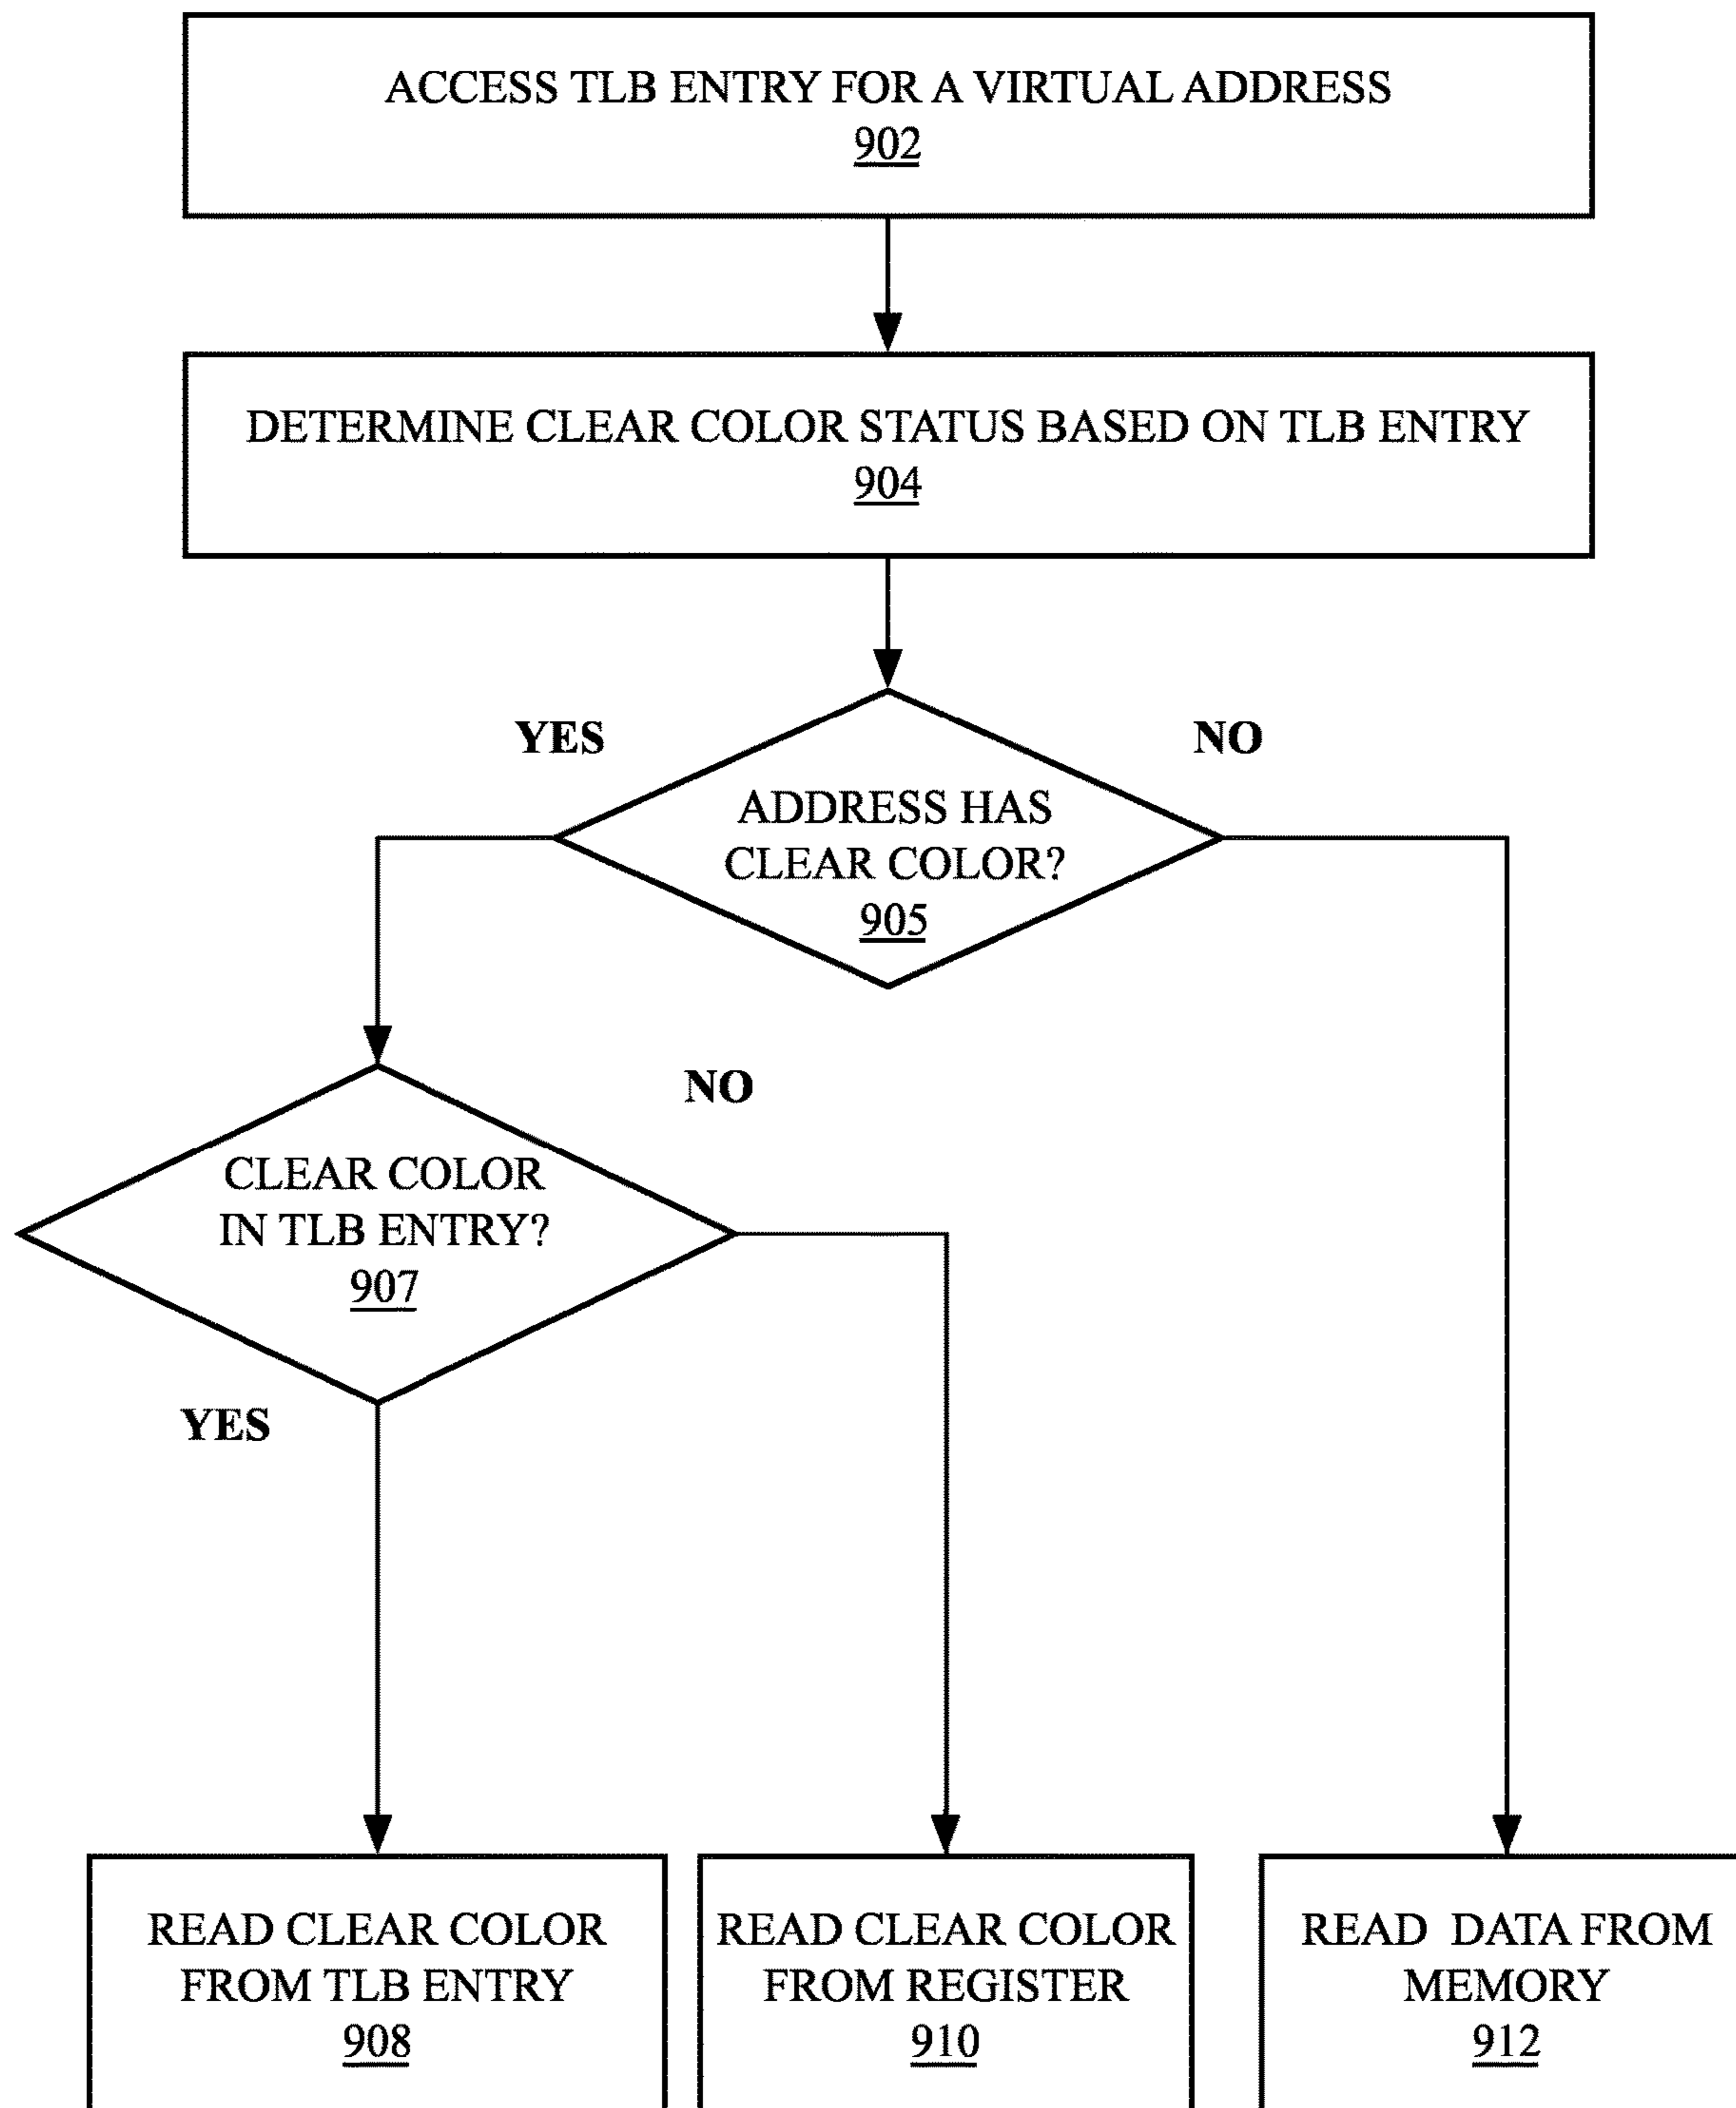 ACCESS TLB ENTRY FOR A VIRTUAL ADDRESS
902
DETERMINE CLEAR COLOR STATUS BASED ON TLB ENTRY
904
YES
NO
ADDRESS HAS
CLEAR COLOR?
905
NO
CLEAR COLOR
IN TLB ENTRY?
907
YES
READ CLEAR COLOR
FROM TLB ENTRY
908
READ CLEAR COLOR
FROM REGISTER
910
READ DATA FROM
MEMORY
912